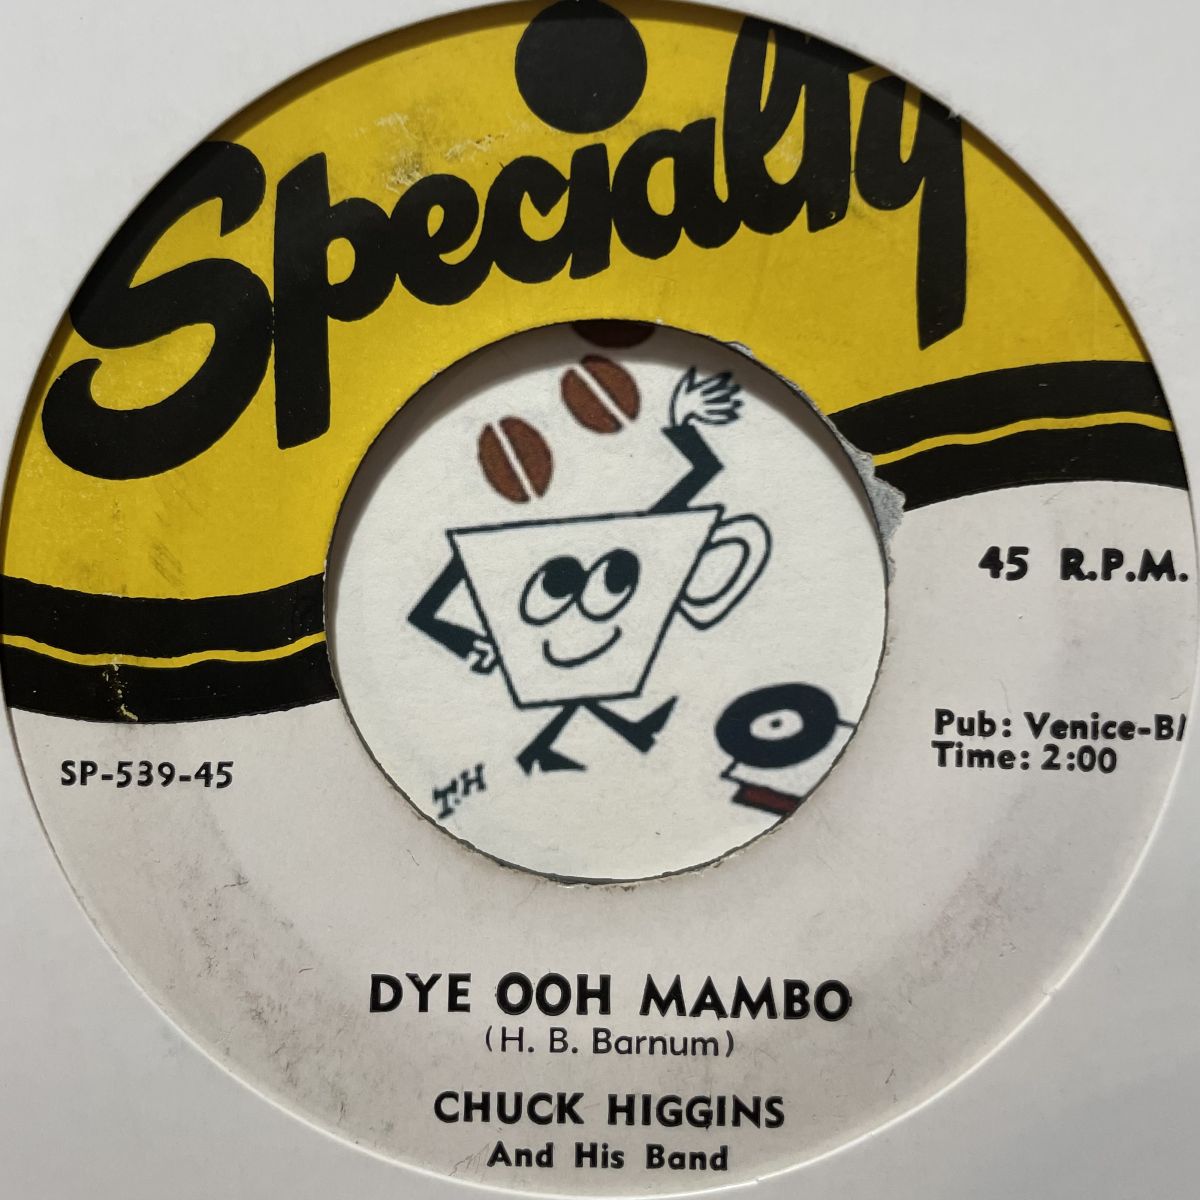 Specialty
45 R.P.M.
Pub: Venice-B
Time: 2:00
SP-539-45
T.H
DYE OOH MAMBO
(H. B. Barnum)
CHUCK HIGGINS
And His Band